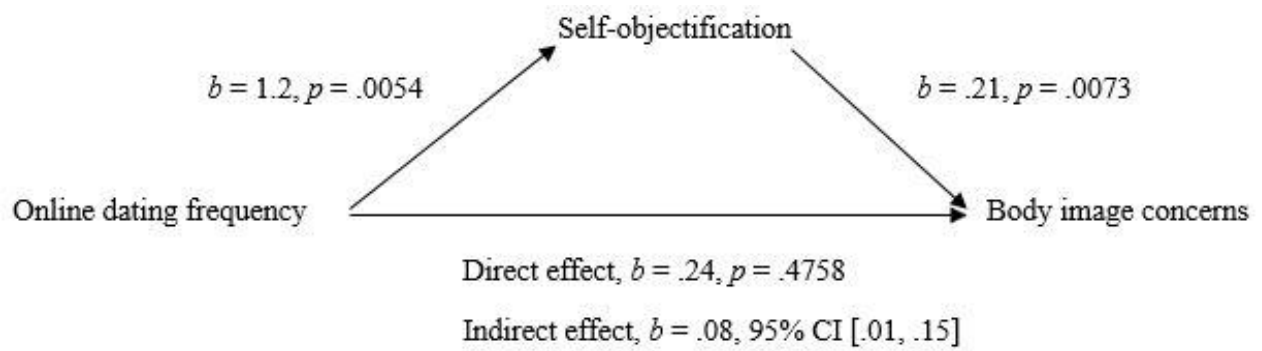 Self-objectification
b = 1.2, p = .0054
b = .21, p = .0073
Online dating frequency
Body image concerns
Direct effect, b = .24, p = .4758
Indirect effect, b = .08, 95% CI [.01, .15]